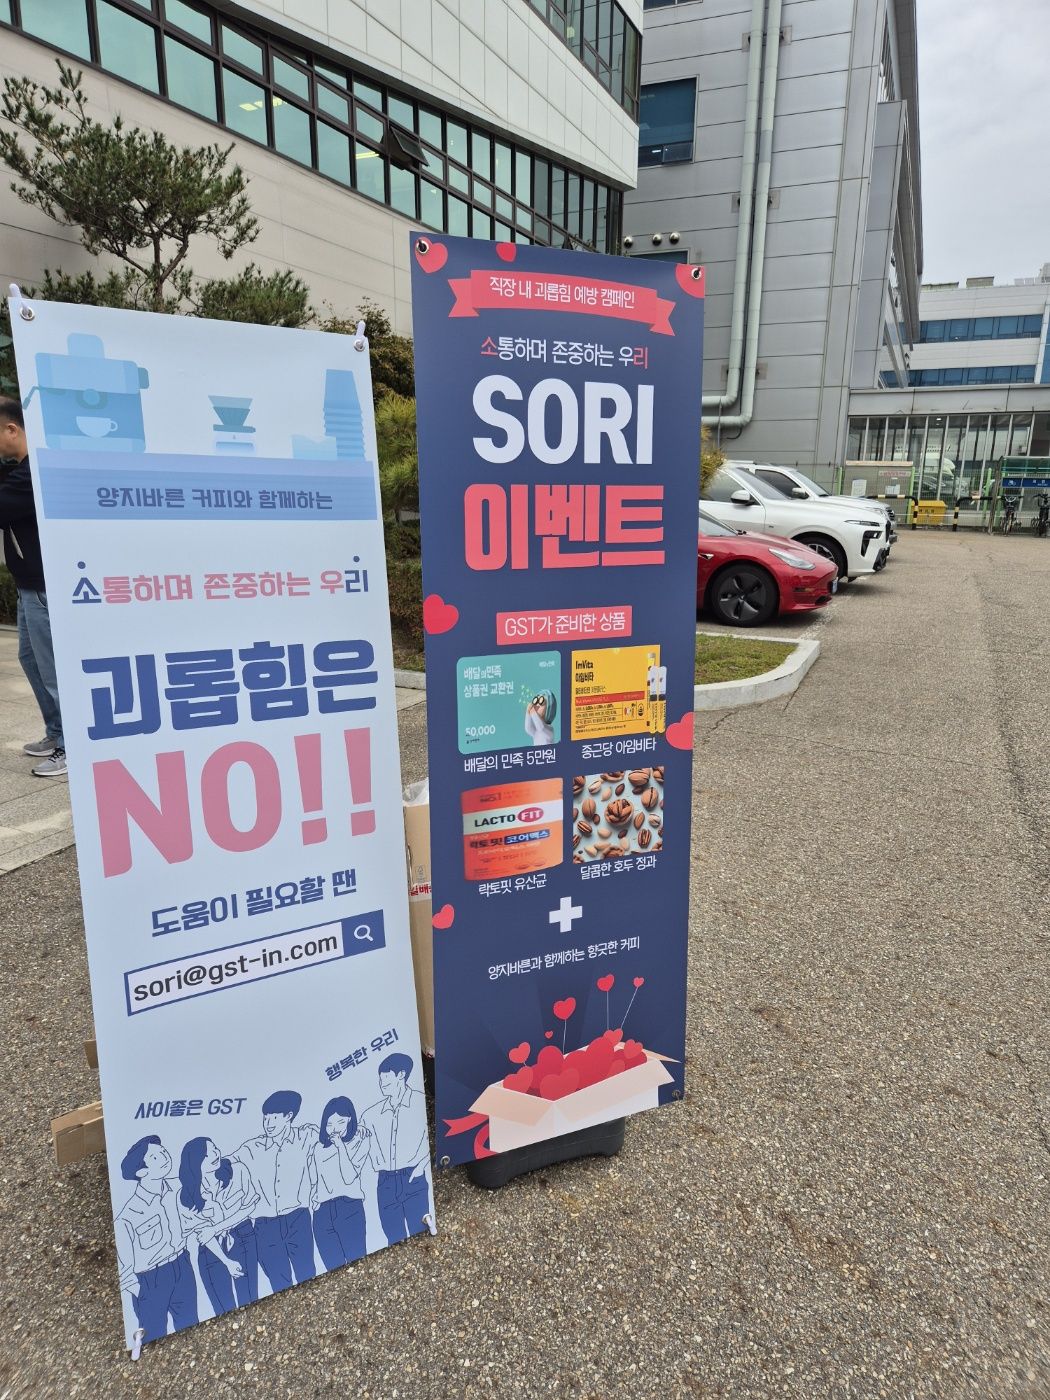 양지바른 커피와 함께하는
소통하며 존중하는 우리
괴롭힘은
NO!!
도움이 필요할 땐
sori@gst-in.com
행복한 우리
사이좋은 GST
직장 내 괴롭힘 예방 캠페인
소통하며 존중하는 우리
SORI
이벤트
GST가 준비한 상품
배달의민족
상품권 교환권
50,000
배달의 민족 5만원
ImVita
아임비타
종근당 아임비타
LACTO FIT
락토핏 코어맥스
락토핏 유산균
달콤한 호두 정과
양지바른과 함께하는 향긋한 커피